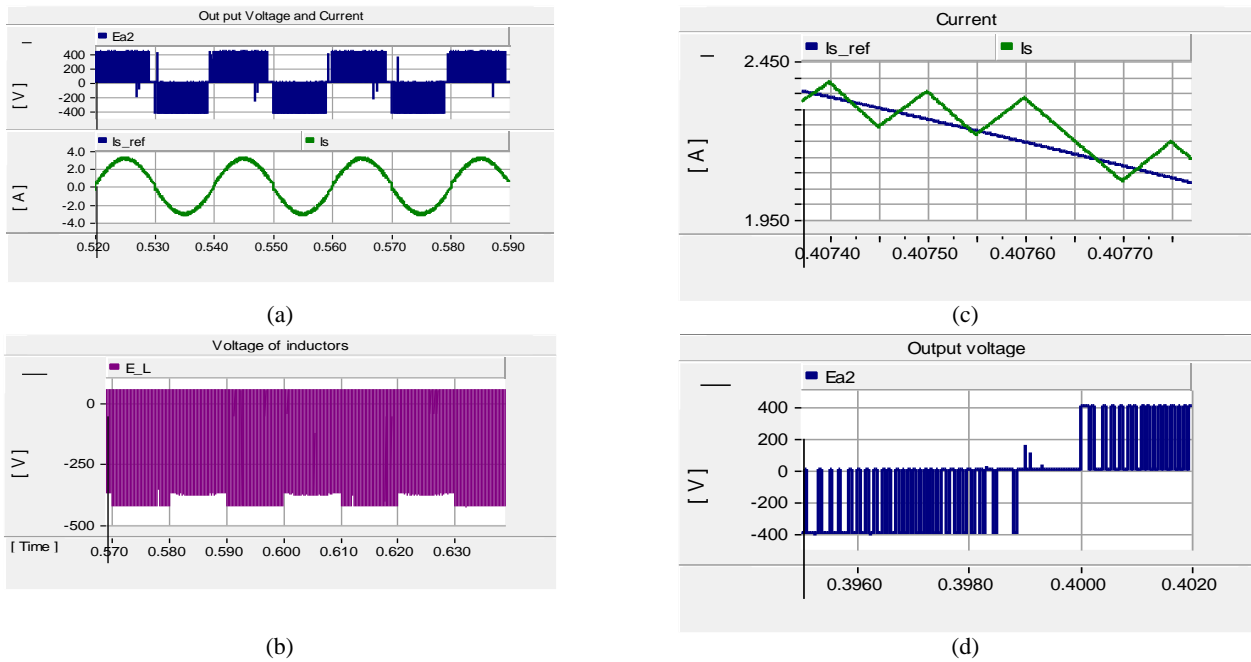 Out put Voltage and Current
Ea2
400
200
0
-200
-400
[ V ]
Is_ref Is
4.0
2.0
0.0
-2.0
-4.0
[ A ]
0.520 0.530 0.540 0.550 0.560 0.570 0.580 0.590
(a)
Voltage of inductors
E_L
0
-250
-500
[ V ]
[ Time ] 0.570 0.580 0.590 0.600 0.610 0.620 0.630
(b)
Current
Is_ref Is
2.450
1.950
[ A ]
0.40740 0.40750 0.40760 0.40770
(c)
Output voltage
Ea2
400
200
0
-200
-400
[ V ]
0.3960 0.3980 0.4000 0.4020
(d)